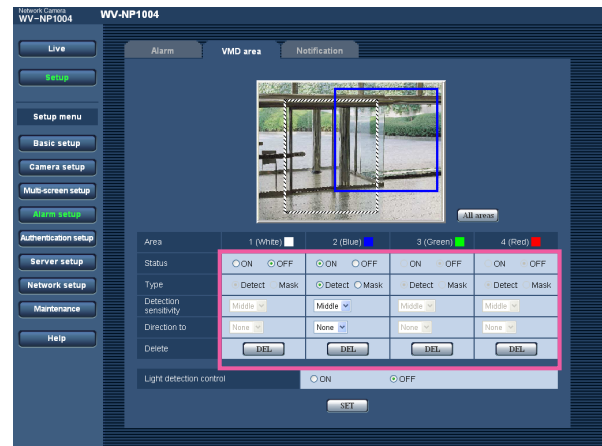 Network Camera
WV-NP1004
WV-NP1004
Live
Setup
Setup menu
Basic setup
Camera setup
Multi-screen setup
Alarm setup
Authentication setup
Server setup
Network setup
Maintenance
Help
Alarm VMD area Notification
All areas
Area 1 (White) 2 (Blue) 3 (Green) 4 (Red)
Status ON OFF ON OFF ON OFF ON OFF
Type Detect Mask Detect Mask Detect Mask Detect Mask
Detection sensitivity Middle Middle Middle Middle
Direction to None None None None
Delete DEL DEL DEL DEL
Light detection control ON OFF
SET